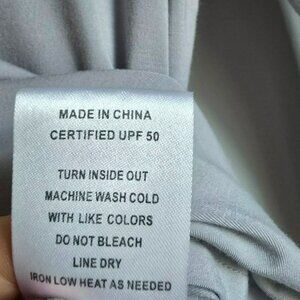 MADE IN CHINA
CERTIFIED UPF 50
TURN INSIDE OUT
MACHINE WASH COLD
WITH LIKE COLORS
DO NOT BLEACH
LINE DRY
IRON LOW HEAT AS NEEDED